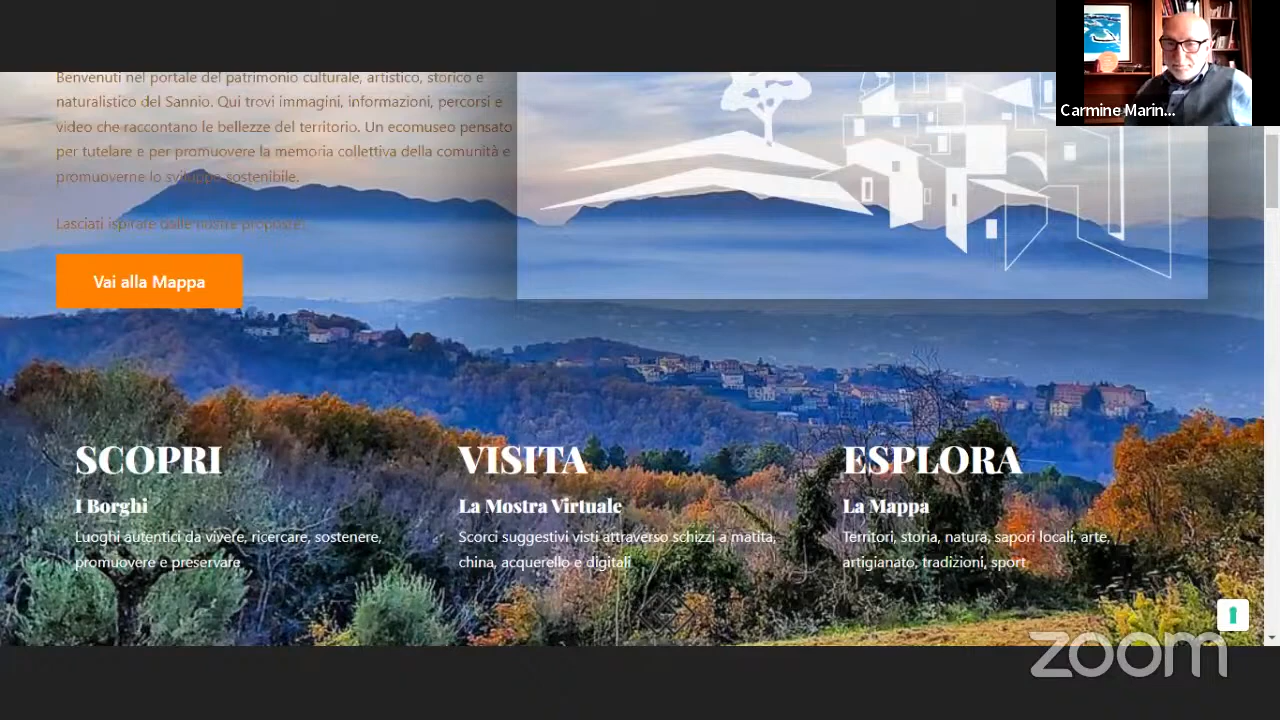 Carmine Marin...
Benvenuti nel portale del patrimonio culturale, artistico, storico e
naturalistico del Sannio. Qui trovi immagini, informazioni, percorsi e
video che raccontano le bellezze del territorio. Un ecomuseo pensato
per tutelare e per promuovere la memoria collettiva della comunità e
promuoverne lo sviluppo sostenibile.
Lasciati ispirare dalle nostre proposte!
Vai alla Mappa
SCOPRI
I Borghi
Luoghi autentici da vivere, ricercare, sostenere,
promuovere e preservare
VISITA
La Mostra Virtuale
Scorci suggestivi visti attraverso schizzi a matita,
china, acquerello e digitali
ESPLORA
La Mappa
Territori, storia, natura, sapori locali, arte,
artigianato, tradizioni, sport
zoom